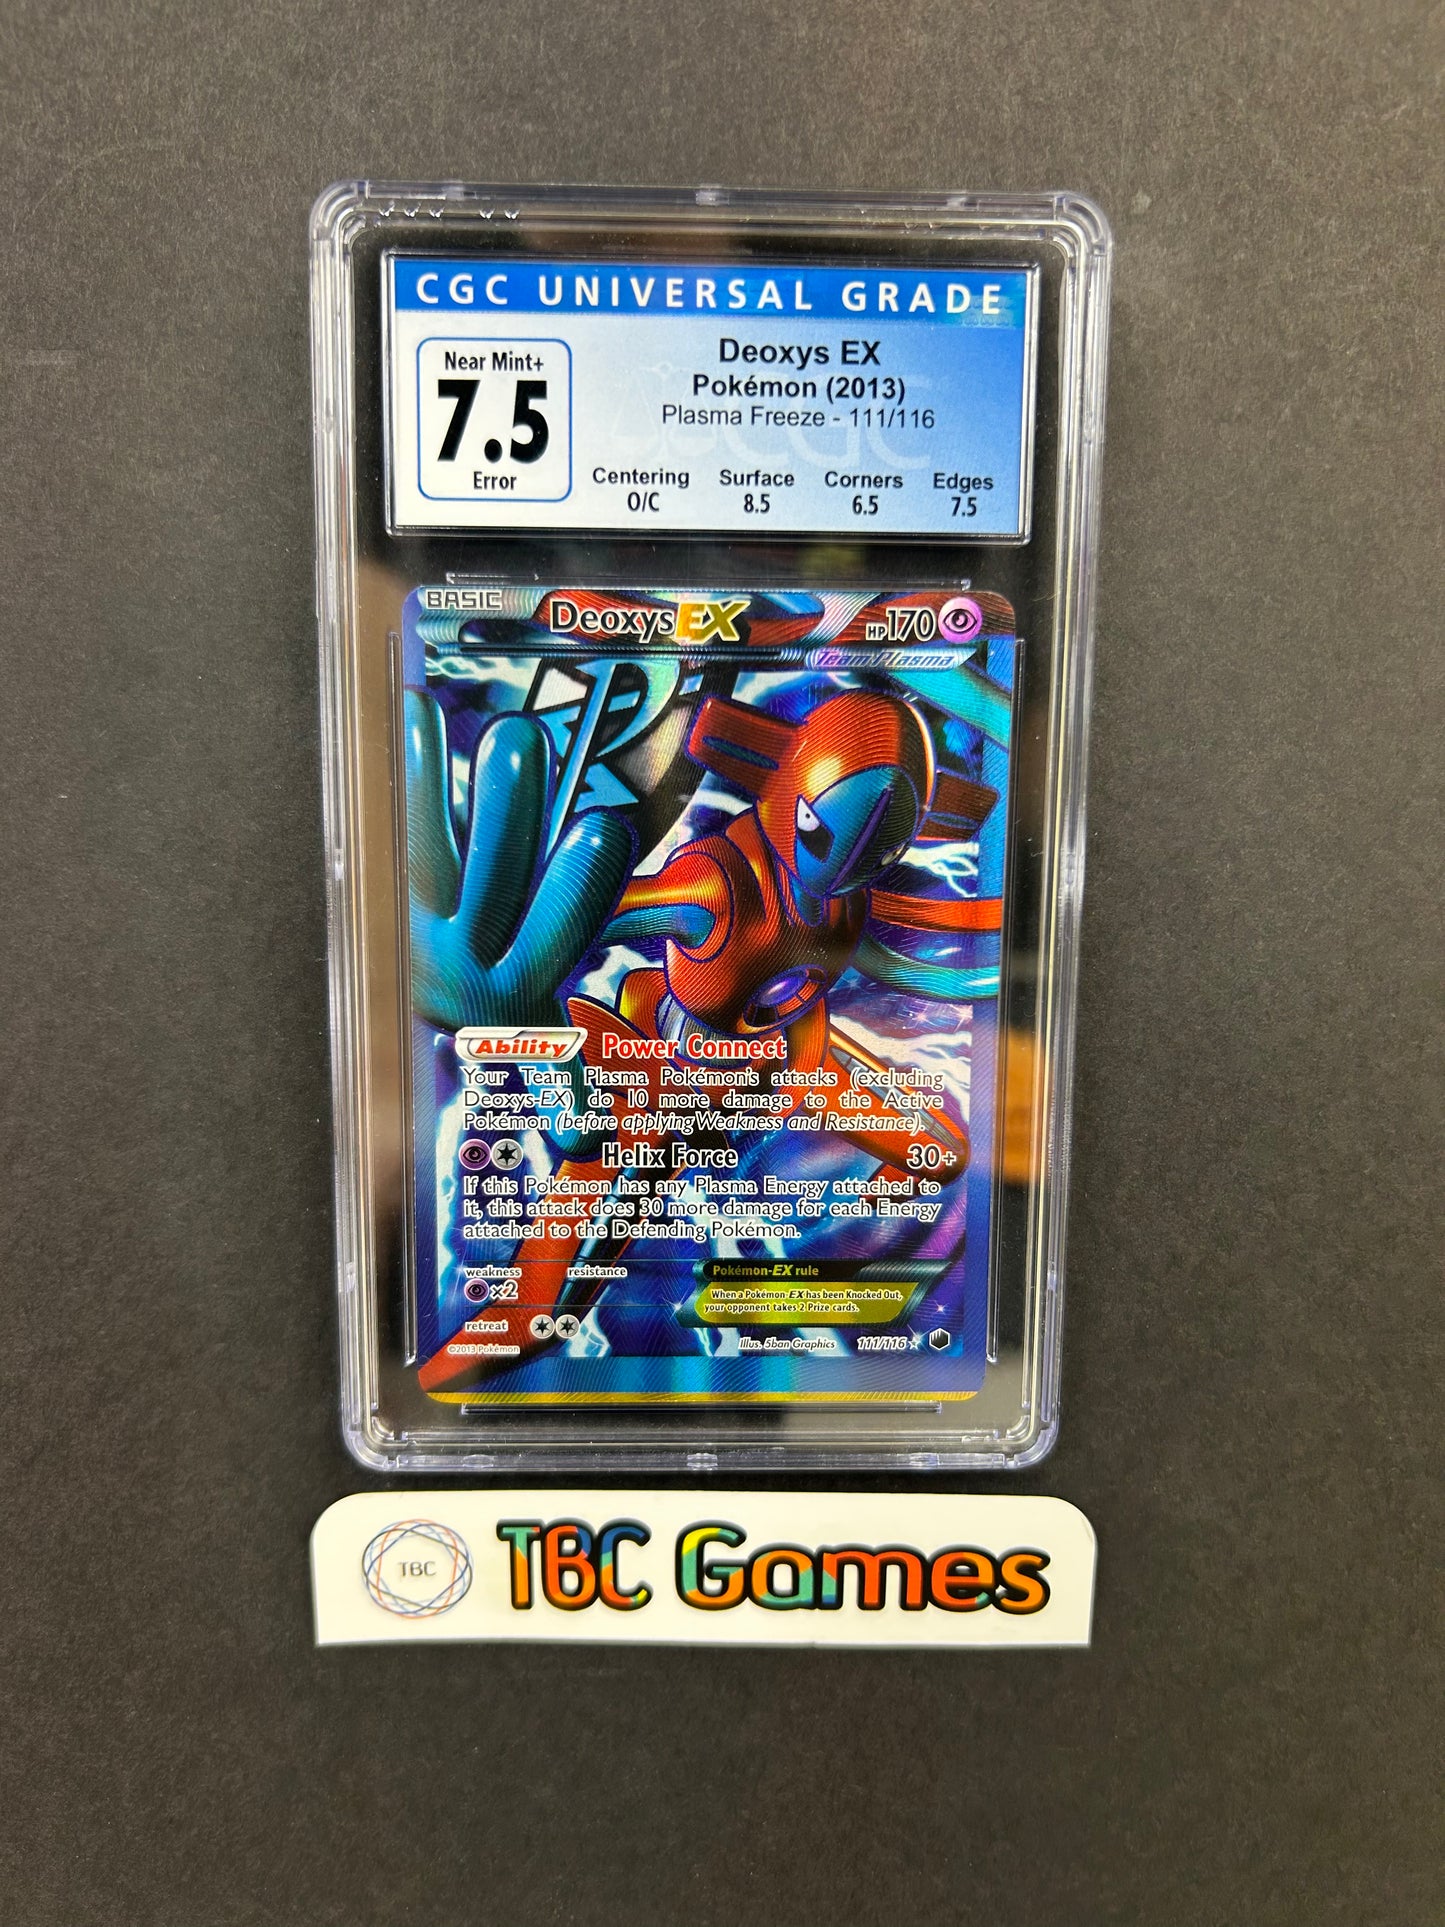 CGC UNIVERSAL GRADE
Near Mint+
7.5
Error
Deoxys EX
Pokémon (2013)
Plasma Freeze - 111/116
Centering Surface Corners Edges
O/C 8.5 6.5 7.5
CGC
BASIC Deoxys EX HP170
Team Plasma
Ability Power Connect
Your Team Plasma Pokémon's attacks (excluding
Deoxys-EX) do 10 more damage to the Active
Pokémon (before applying Weakness and Resistance).
Helix Force 30+
If this Pokémon has any Plasma Energy attached to
it, this attack does 30 more damage for each Energy
attached to the Defending Pokémon.
weakness resistance
x2
retreat
Pokémon-EX rule
When a Pokémon-EX has been Knocked Out,
your opponent takes 2 Prize cards.
©2013 Pokémon Illus. 5ban Graphics 111/116
TBC TBC Games